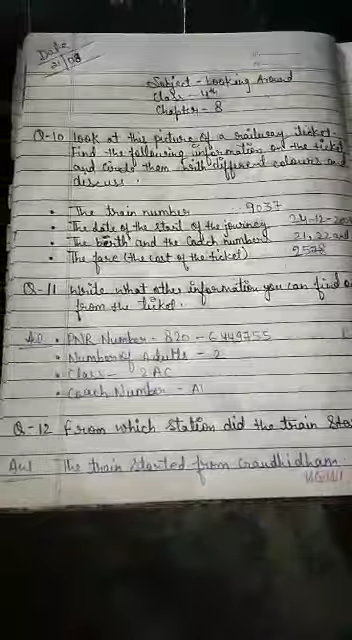 Date
21/08
Subject - Looking Around
Class - 4th
Chapter - 8
Q-10 Look at this picture of a railway ticket.
Find the following information on the ticket
and circle them with different colours and
discuss.
• The train number 9037
• The date of the start of the journey 24-12-
• The berth and the coach numbers 21, 22 and
• The fare (the cost of the ticket) 2578
Q-11 Write what other information you can find
from the ticket.
• PNR Number - 820 - 6449755
• Number of Adults - 2
• Class - 2AC
• Coach Number - A1
Q-12 From which station did the train
Ans The train started from Gandhidham.